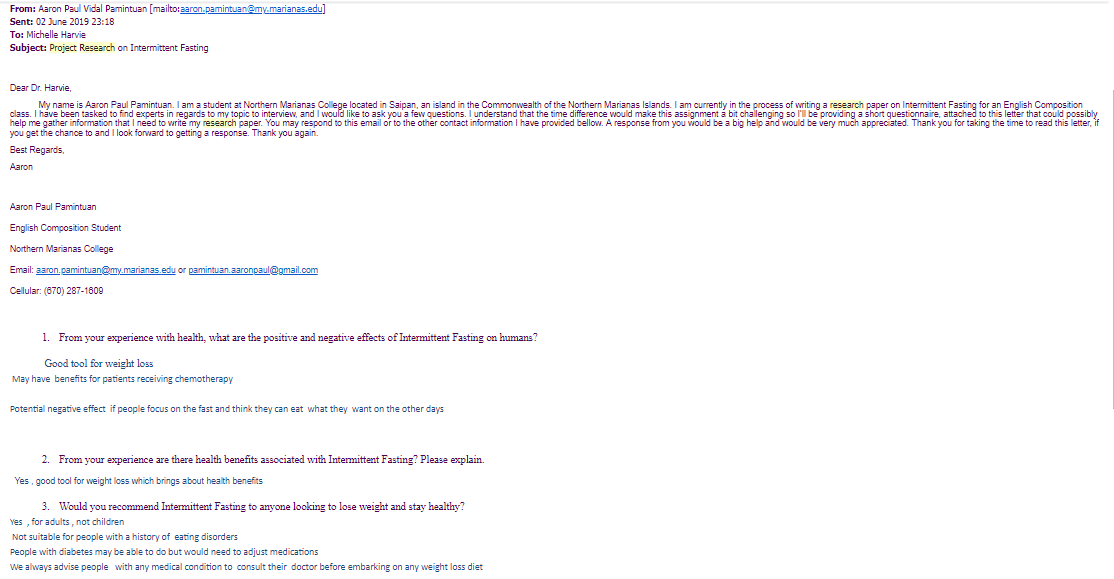 From: Aaron Paul Vidal Pamintuan [mailto:aaron.pamintuan@my.marianas.edu]
Sent: 02 June 2019 23:18
To: Michelle Harvie
Subject: Project Research on Intermittent Fasting
Dear Dr. Harvie,
My name is Aaron Paul Pamintuan. I am a student at Northern Marianas College located in Saipan, an island in the Commonwealth of the Northern Marianas Islands. I am currently in the process of writing a research paper on Intermittent Fasting for an English Composition
class. I have been tasked to find experts in regards to my topic to interview, and I would like to ask you a few questions. I understand that the time difference would make this assignment a bit challenging so I'll be providing a short questionnaire, attached to this letter that could possibly
help me gather information that I need to write my research paper. You may respond to this email or to the other contact information I have provided bellow. A response from you would be a big help and would be very much appreciated. Thank you for taking the time to read this letter, if
you get the chance to and I look forward to getting a response. Thank you again.
Best Regards,
Aaron
Aaron Paul Pamintuan
English Composition Student
Northern Marianas College
Email: aaron.pamintuan@my.marianas.edu or pamintuan.aaronpaul@gmail.com
Cellular: (670) 287-1609
1. From your experience with health, what are the positive and negative effects of Intermittent Fasting on humans?
Good tool for weight loss
May have benefits for patients receiving chemotherapy
Potential negative effect if people focus on the fast and think they can eat what they want on the other days
2. From your experience are there health benefits associated with Intermittent Fasting? Please explain.
Yes , good tool for weight loss which brings about health benefits
3. Would you recommend Intermittent Fasting to anyone looking to lose weight and stay healthy?
Yes , for adults , not children
Not suitable for people with a history of eating disorders
People with diabetes may be able to do but would need to adjust medications
We always advise people with any medical condition to consult their doctor before embarking on any weight loss diet